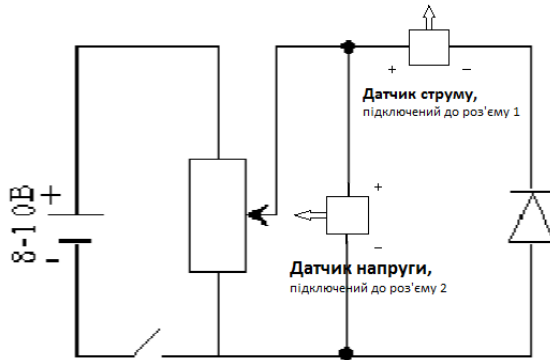 + −
Датчик струму,
підключений до роз'єму 1
8-10В
+
-
+
−
Датчик напруги,
підключений до роз'єму 2